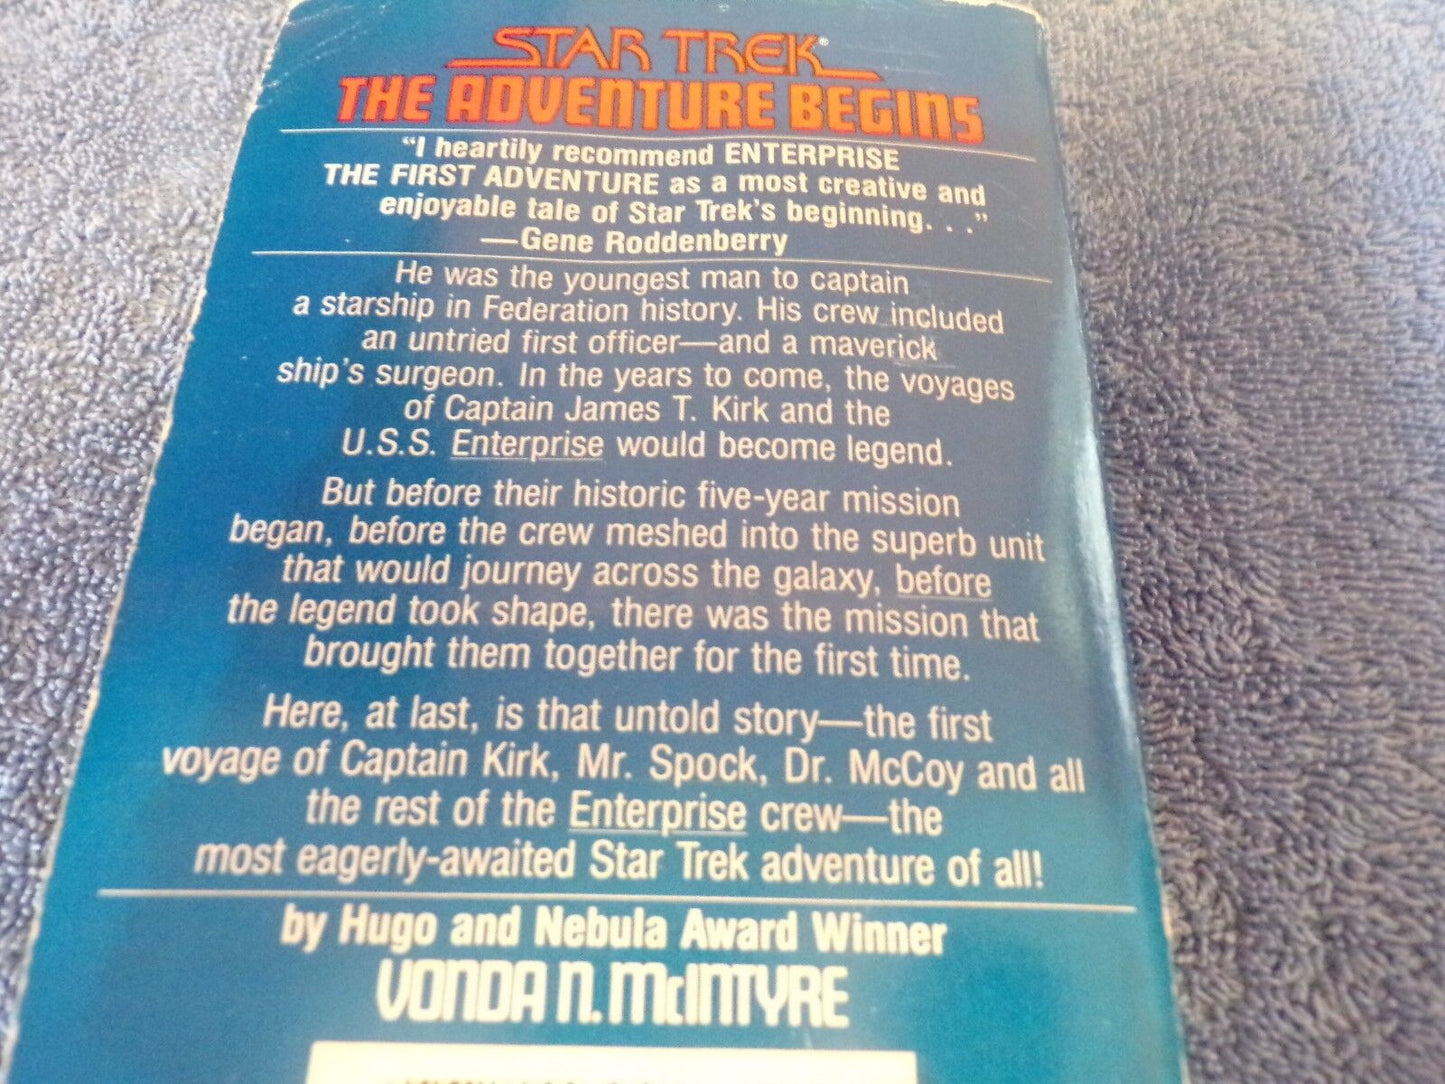 STAR TREK®
THE ADVENTURE BEGINS
"I heartily recommend ENTERPRISE
THE FIRST ADVENTURE as a most creative and
enjoyable tale of Star Trek's beginning. . ."
—Gene Roddenberry
He was the youngest man to captain
a starship in Federation history. His crew included
an untried first officer—and a maverick
ship's surgeon. In the years to come, the voyages
of Captain James T. Kirk and the
U.S.S. Enterprise would become legend.
But before their historic five-year mission
began, before the crew meshed into the superb unit
that would journey across the galaxy, before
the legend took shape, there was the mission that
brought them together for the first time.
Here, at last, is that untold story—the first
voyage of Captain Kirk, Mr. Spock, Dr. McCoy and all
the rest of the Enterprise crew—the
most eagerly-awaited Star Trek adventure of all!
by Hugo and Nebula Award Winner
VONDA N. McINTYRE